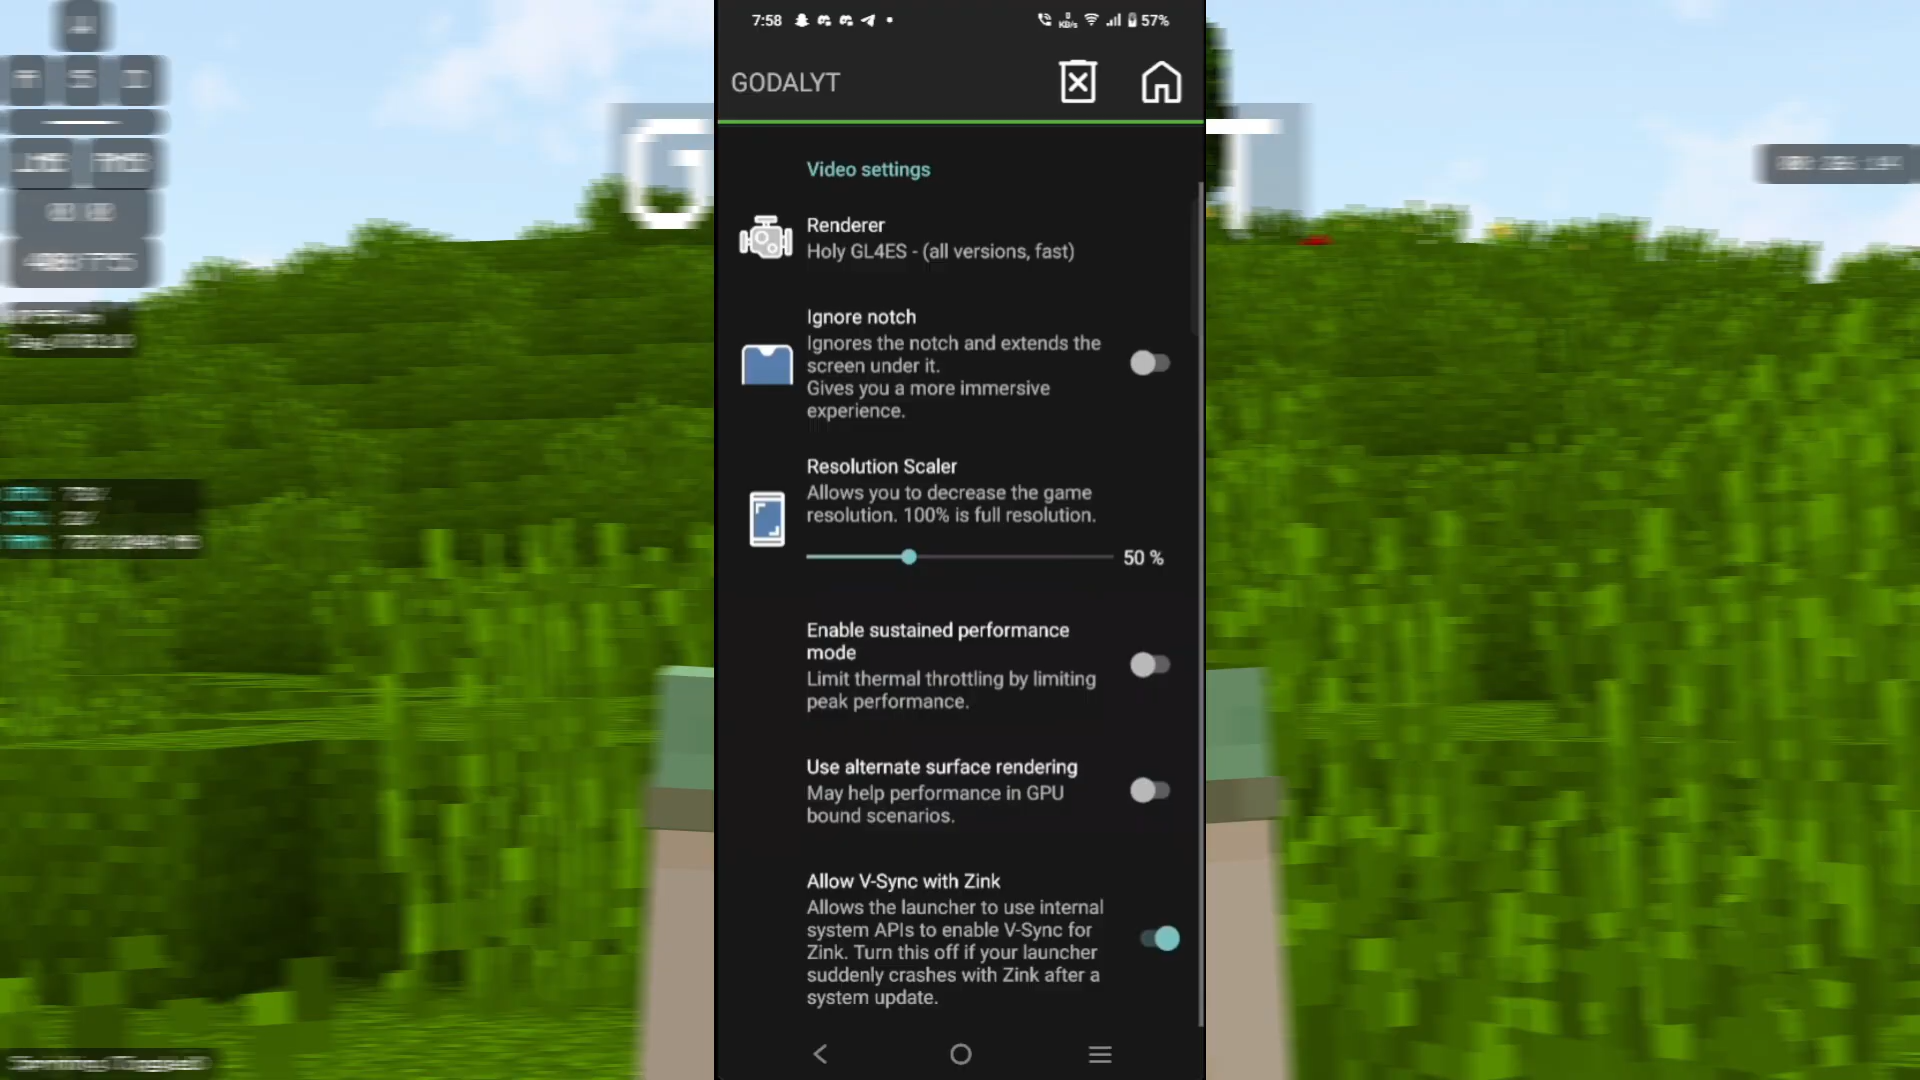 7:58
KB/s
57%
GODALYT
Video settings
Renderer
Holy GL4ES - (all versions, fast)
Ignore notch
Ignores the notch and extends the
screen under it.
Gives you a more immersive
experience.
Resolution Scaler
Allows you to decrease the game
resolution. 100% is full resolution.
50 %
Enable sustained performance
mode
Limit thermal throttling by limiting
peak performance.
Use alternate surface rendering
May help performance in GPU
bound scenarios.
Allow V-Sync with Zink
Allows the launcher to use internal
system APIs to enable V-Sync for
Zink. Turn this off if your launcher
suddenly crashes with Zink after a
system update.